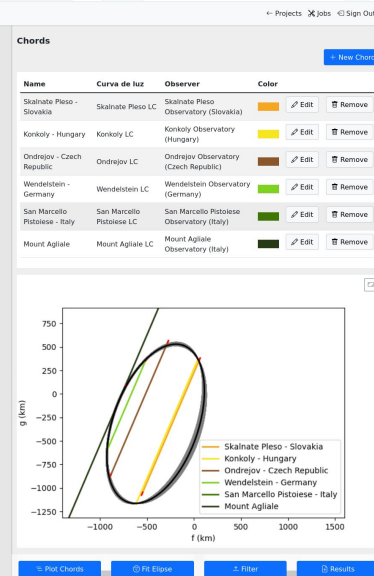 ← Projects Jobs Sign Out
Chords
+ New Chord
Name Curva de luz Observer Color
Skalnate Pleso - Slovakia Skalnate Pleso LC Skalnate Pleso Observatory (Slovakia) Edit Remove
Konkoly - Hungary Konkoly LC Konkoly Observatory (Hungary) Edit Remove
Ondrejov - Czech Republic Ondrejov LC Ondrejov Observatory (Czech Republic) Edit Remove
Wendelstein - Germany Wendelstein LC Wendelstein Observatory (Germany) Edit Remove
San Marcello Pistoiese - Italy San Marcello Pistoiese LC San Marcello Pistoiese Observatory (Italy) Edit Remove
Mount Agliale Mount Agliale LC Mount Agliale Observatory (Italy) Edit Remove
750
500
250
0
−250
−500
−750
−1000
−1250
g (km)
Skalnate Pleso - Slovakia
Konkoly - Hungary
Ondrejov - Czech Republic
Wendelstein - Germany
San Marcello Pistoiese - Italy
Mount Agliale
−1000 −500 0 500 1000 1500
f (km)
Plot Chords Fit Elipse Filter Results